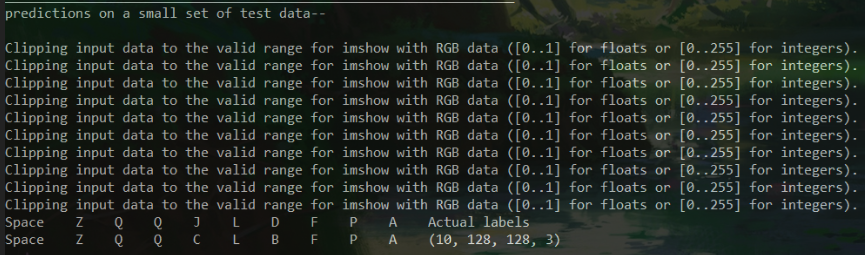 predictions on a small set of test data--
Clipping input data to the valid range for imshow with RGB data ([0..1] for floats or [0..255] for integers).
Clipping input data to the valid range for imshow with RGB data ([0..1] for floats or [0..255] for integers).
Clipping input data to the valid range for imshow with RGB data ([0..1] for floats or [0..255] for integers).
Clipping input data to the valid range for imshow with RGB data ([0..1] for floats or [0..255] for integers).
Clipping input data to the valid range for imshow with RGB data ([0..1] for floats or [0..255] for integers).
Clipping input data to the valid range for imshow with RGB data ([0..1] for floats or [0..255] for integers).
Clipping input data to the valid range for imshow with RGB data ([0..1] for floats or [0..255] for integers).
Clipping input data to the valid range for imshow with RGB data ([0..1] for floats or [0..255] for integers).
Clipping input data to the valid range for imshow with RGB data ([0..1] for floats or [0..255] for integers).
Clipping input data to the valid range for imshow with RGB data ([0..1] for floats or [0..255] for integers).
Space Z Q Q J L D F P A Actual labels
Space Z Q Q C L B F P A (10, 128, 128, 3)